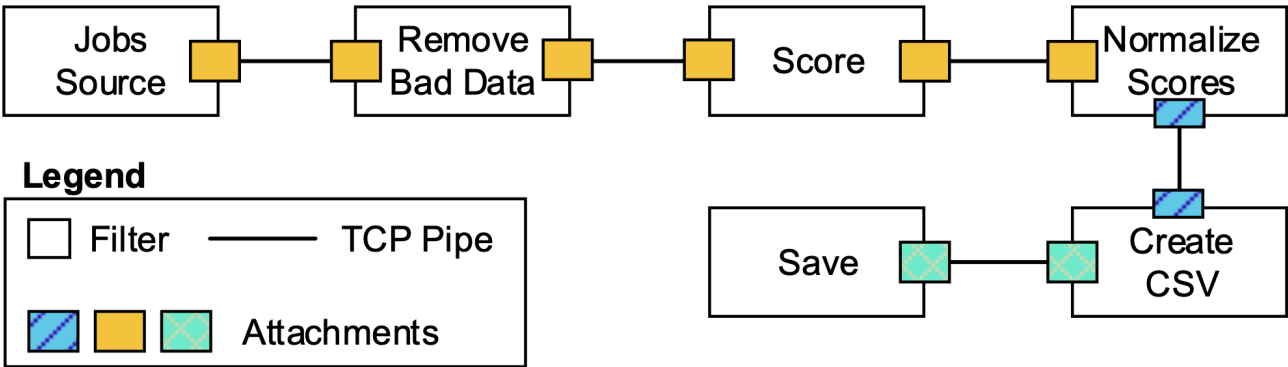 Jobs
Source
Remove
Bad Data
Score
Normalize
Scores
Legend
Filter
TCP Pipe
Attachments
Save
Create
CSV